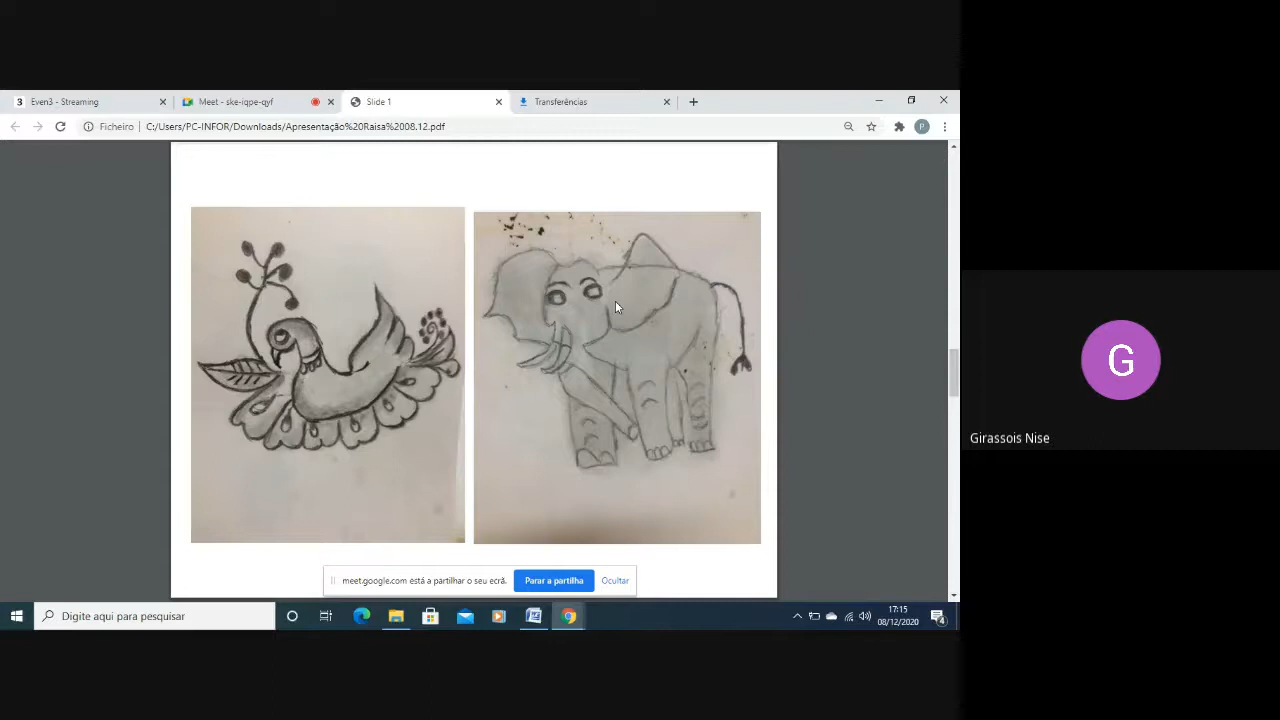 Even3 - Streaming
Meet - ske-iqpe-qyf
Slide 1
Transferências
Ficheiro
C:/Users/PC-INFOR/Downloads/Apresentação%20Raisa%2008.12.pdf
P
G
Girassois Nise
meet.google.com está a partilhar o seu ecrã.
Parar a partilha
Ocultar
Digite aqui para pesquisar
17:15
08/12/2020
4